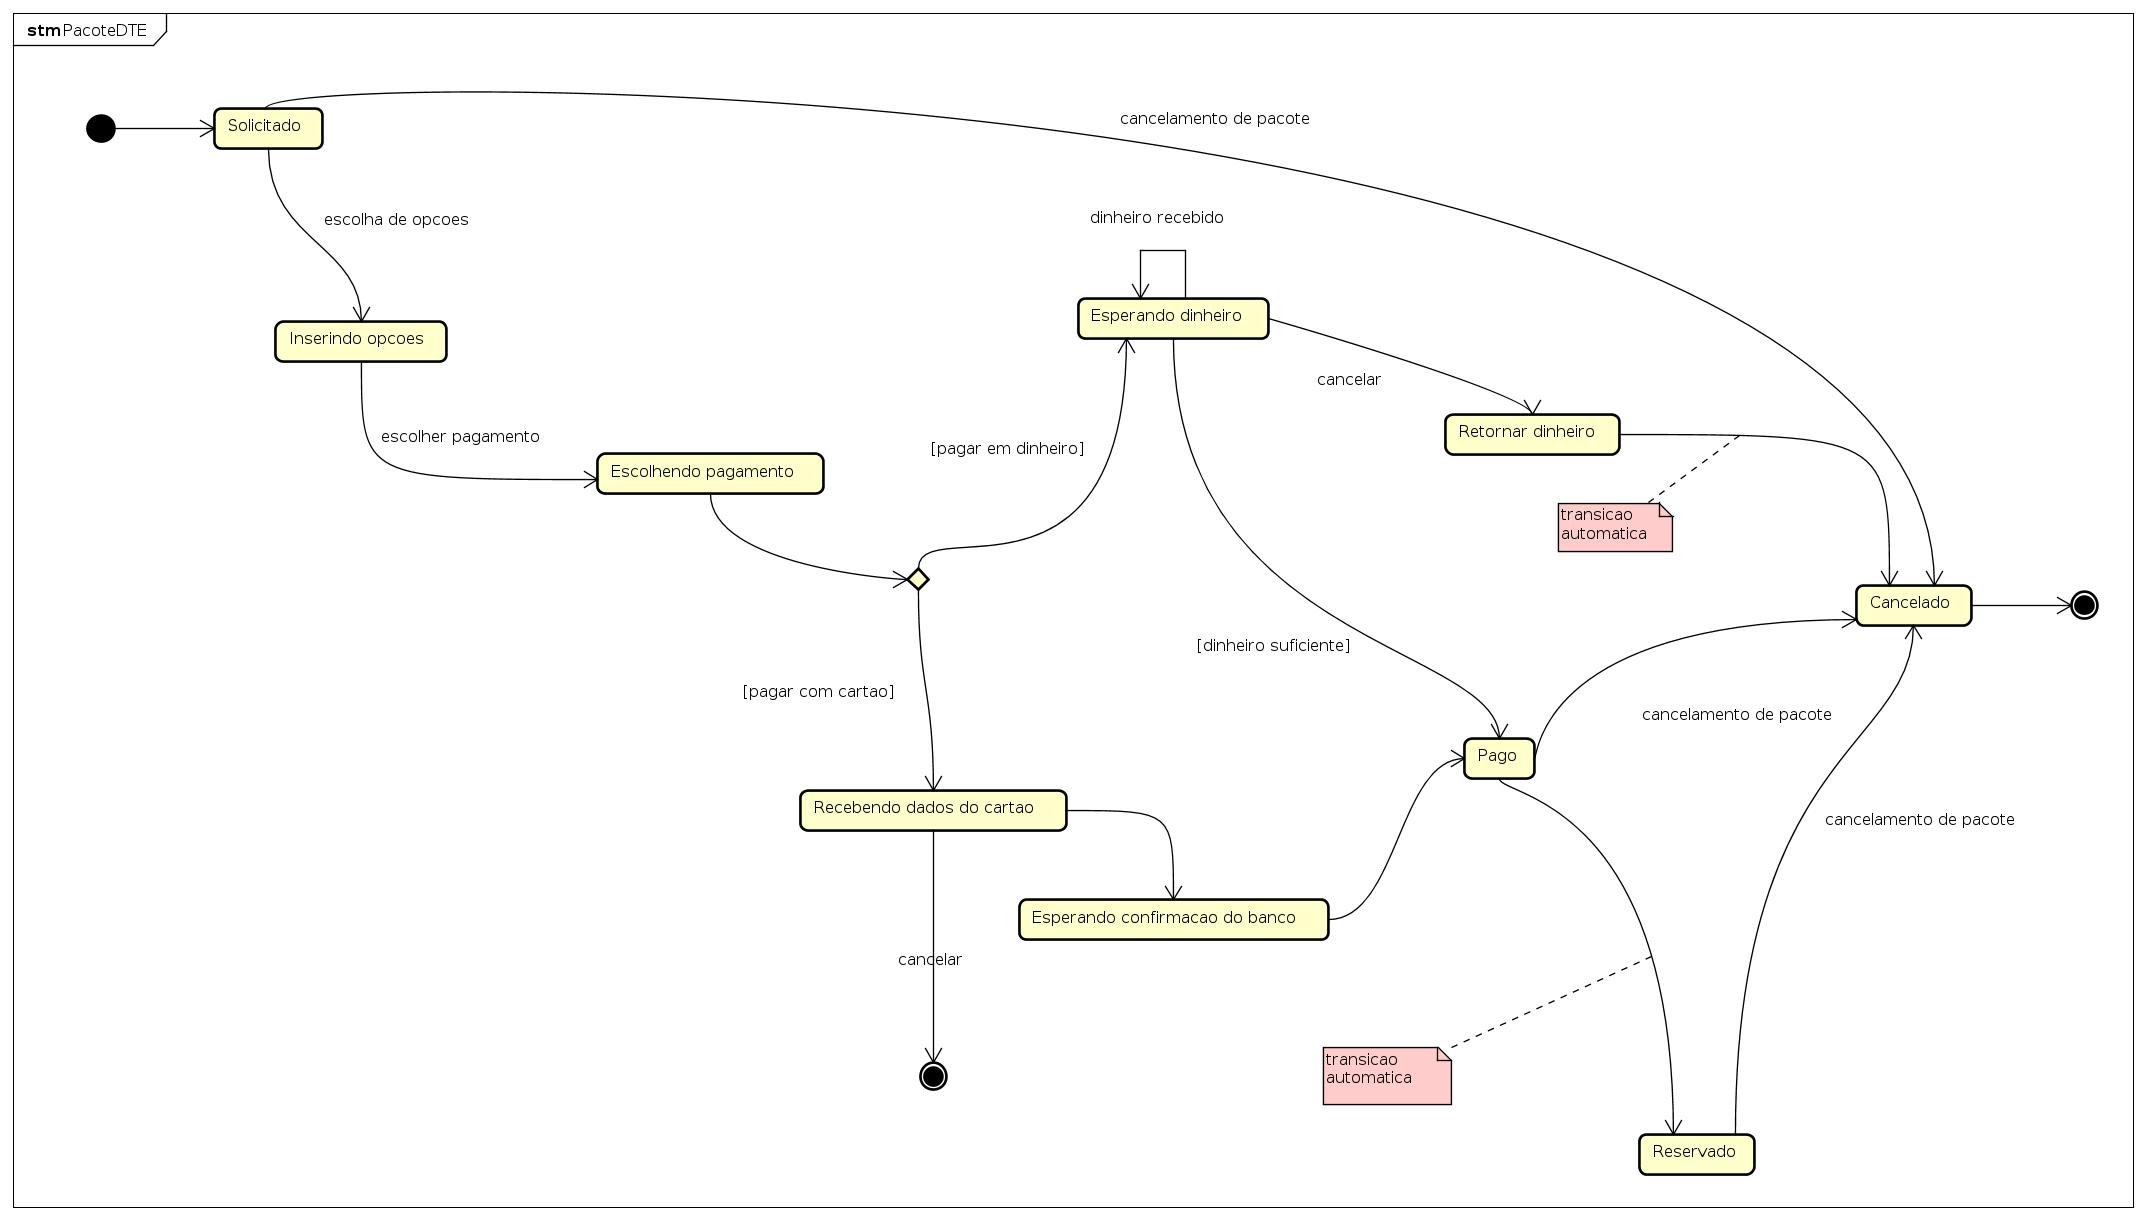 stm PacoteDTE
Solicitado
cancelamento de pacote
escolha de opcoes
dinheiro recebido
Esperando dinheiro
Inserindo opcoes
cancelar
Retornar dinheiro
escolher pagamento
[pagar em dinheiro]
Escolhendo pagamento
transicao
automatica
Cancelado
[dinheiro suficiente]
[pagar com cartao]
cancelamento de pacote
Pago
Recebendo dados do cartao
cancelamento de pacote
Esperando confirmacao do banco
cancelar
transicao
automatica
Reservado